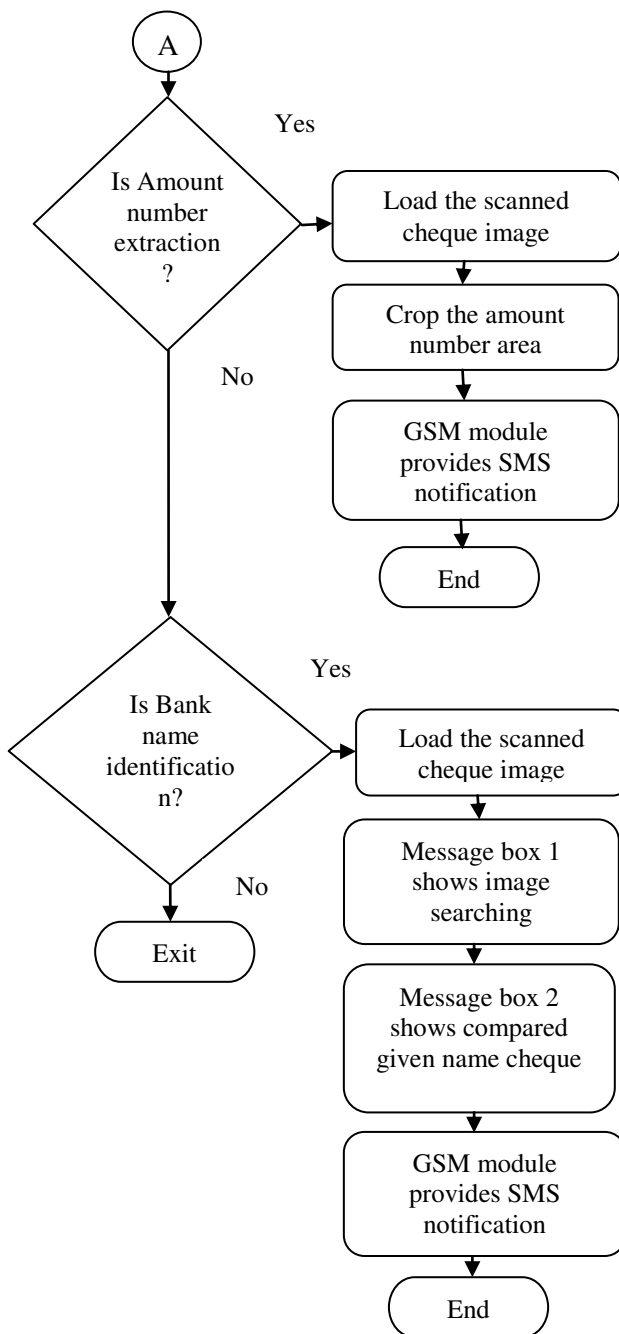 A
Yes
Is Amount
number
extraction
?
Load the scanned
cheque image
Crop the amount
number area
No
GSM module
provides SMS
notification
End
Yes
Is Bank
name
identificatio
n?
Load the scanned
cheque image
Message box 1
shows image
searching
No
Exit
Message box 2
shows compared
given name cheque
GSM module
provides SMS
notification
End